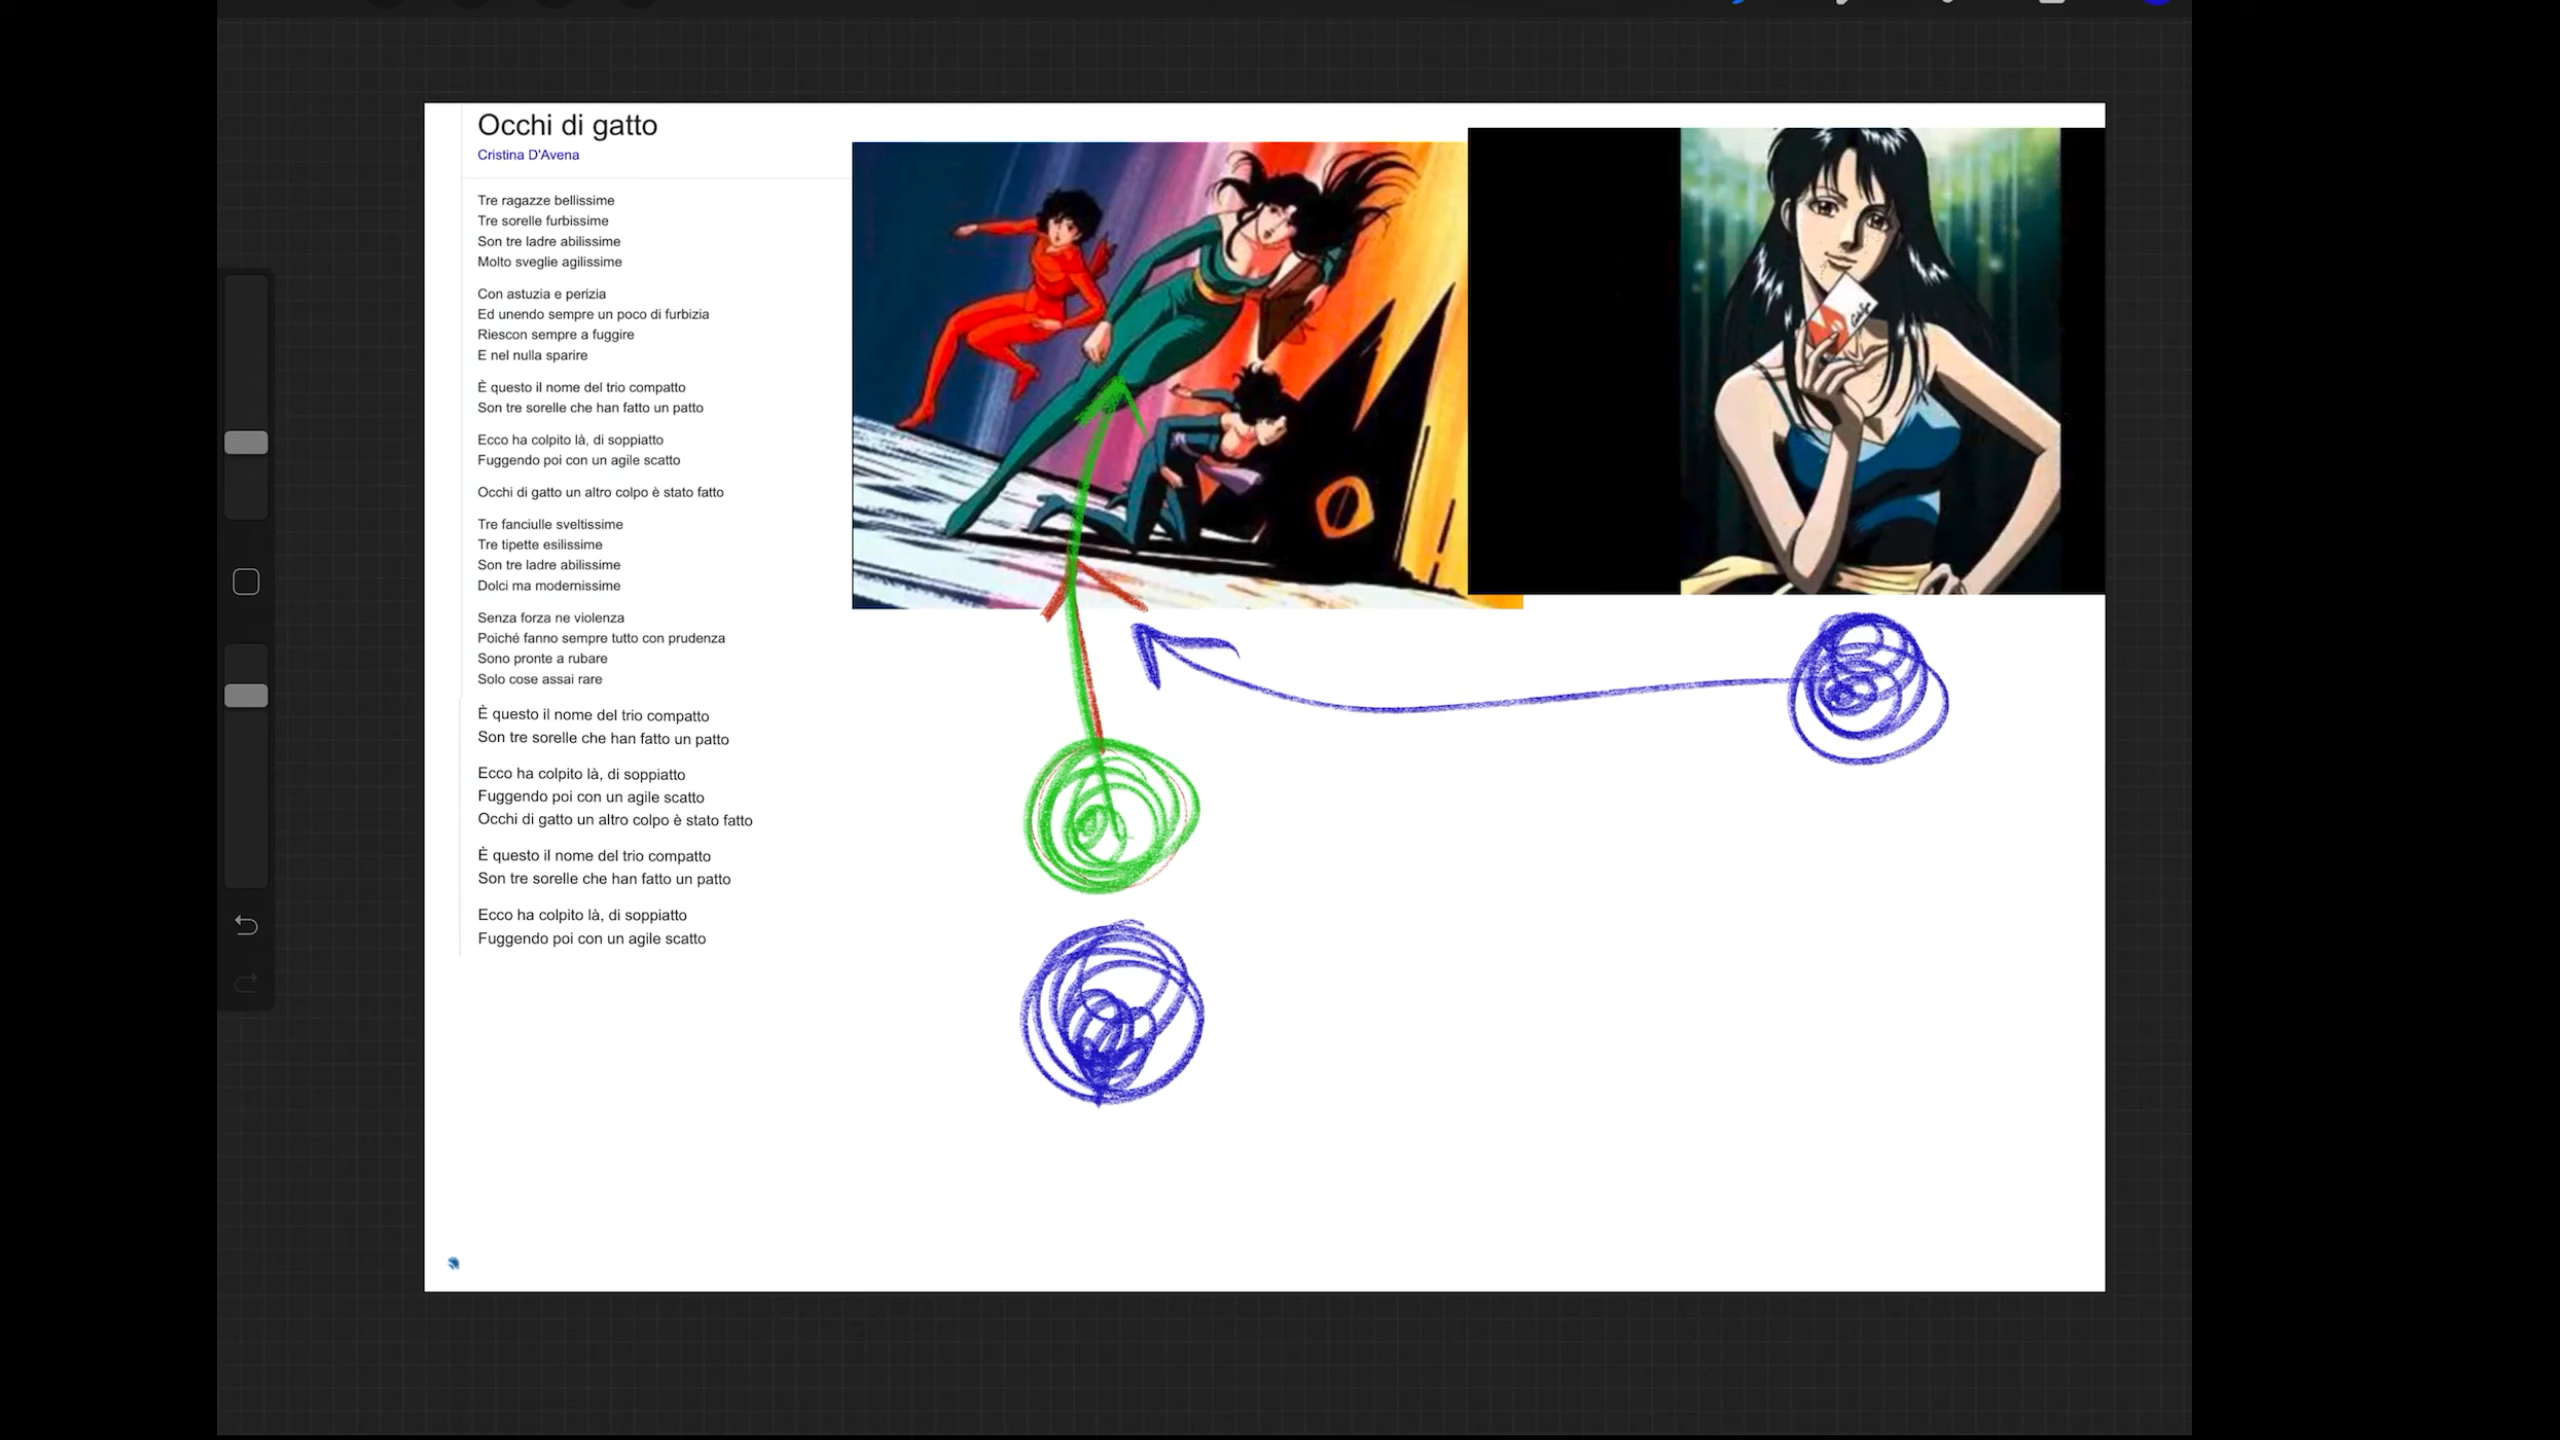 Occhi di gatto
Cristina D'Avena
Tre ragazze bellissime
Tre sorelle furbissime
Son tre ladre abilissime
Molto sveglie agilissime
Con astuzia e perizia
Ed unendo sempre un poco di furbizia
Riescon sempre a fuggire
E nel nulla sparire
È questo il nome del trio compatto
Son tre sorelle che han fatto un patto
Ecco ha colpito là, di soppiatto
Fuggendo poi con un agile scatto
Occhi di gatto un altro colpo è stato fatto
Tre fanciulle sveltissime
Tre tipette esilissime
Son tre ladre abilissime
Dolci ma modernissime
Senza forza ne violenza
Poiché fanno sempre tutto con prudenza
Sono pronte a rubare
Solo cose assai rare
È questo il nome del trio compatto
Son tre sorelle che han fatto un patto
Ecco ha colpito là, di soppiatto
Fuggendo poi con un agile scatto
Occhi di gatto un altro colpo è stato fatto
È questo il nome del trio compatto
Son tre sorelle che han fatto un patto
Ecco ha colpito là, di soppiatto
Fuggendo poi con un agile scatto